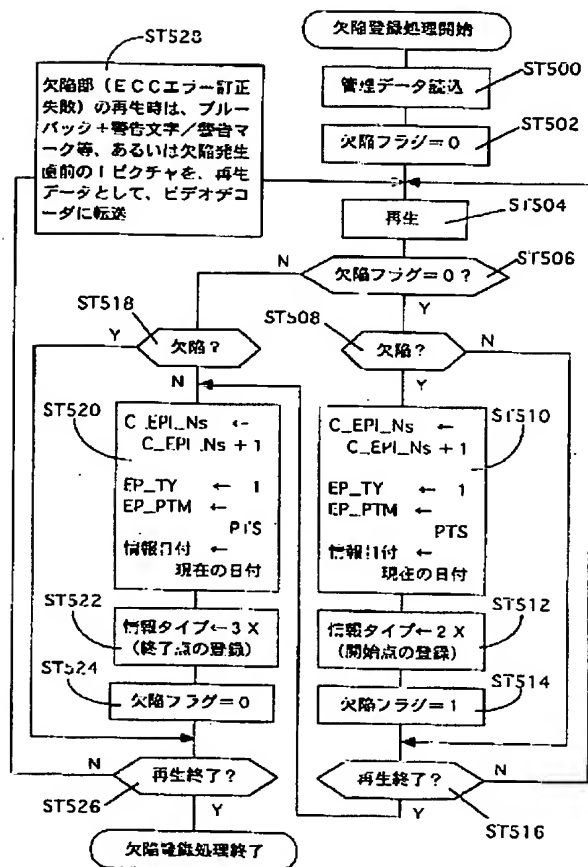 ST528
欠陥登録処理開始
ST500
管理データ読込
ST502
欠陥フラグ=0
欠陥部(ECCエラー訂正
失敗)の再生時は、ブルー
バッジ+警告文字/警告マ
ーク等、あるいは欠陥発生
直前のIピクチャを、再生
データとして、ビデオデコ
ーダに転送
ST504
再生
ST506
N
欠陥フラグ=0?
Y
ST518
Y
欠陥?
N
ST508
欠陥?
N
Y
ST520
C_EPI_Ns ←
C_EPI_Ns + 1
EP_TY ← 1
EP_PTM ←
PTS
情報日付 ←
現在の日付
ST510
C_EPI_Ns ←
C_EPI_Ns + 1
EP_TY ← 1
EP_PTM ←
PTS
情報日付 ←
現在の日付
ST522
情報タイプ←3X
(終了点の登録)
ST512
情報タイプ←2X
(開始点の登録)
ST524
欠陥フラグ=0
ST514
欠陥フラグ=1
N
再生終了?
ST526
Y
再生終了?
N
Y
ST516
欠陥登録処理終了